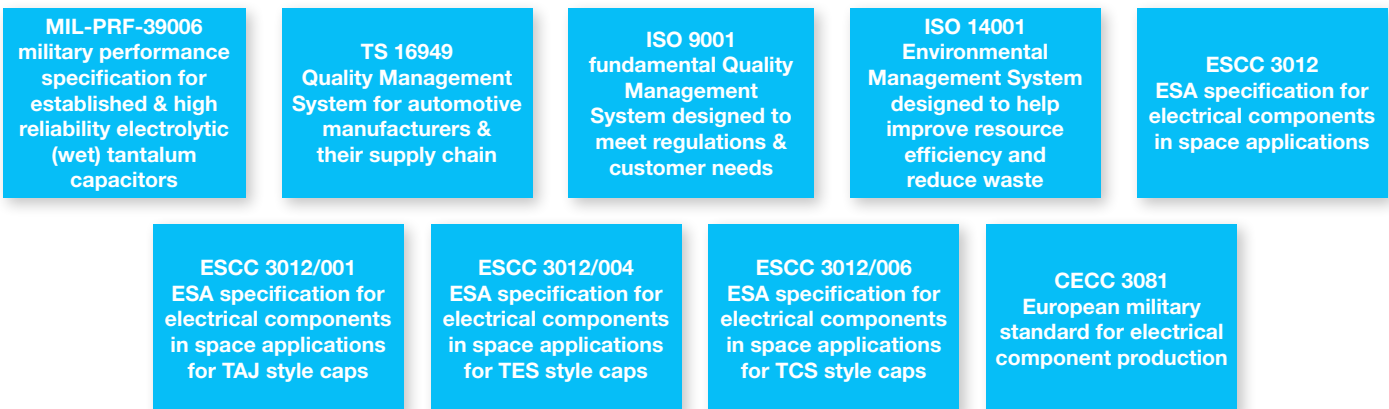 MIL-PRF-39006
military performance
specification for
established & high
reliability electrolytic
(wet) tantalum
capacitors
TS 16949
Quality Management
System for automotive
manufacturers &
their supply chain
ISO 9001
fundamental Quality
Management
System designed to
meet regulations &
customer needs
ISO 14001
Environmental
Management System
designed to help
improve resource
efficiency and
reduce waste
ESCC 3012
ESA specification for
electrical components
in space applications
ESCC 3012/001
ESA specification for
electrical components
in space applications
for TAJ style caps
ESCC 3012/004
ESA specification for
electrical components
in space applications
for TES style caps
ESCC 3012/006
ESA specification for
electrical components
in space applications
for TCS style caps
CECC 3081
European military
standard for electrical
component production